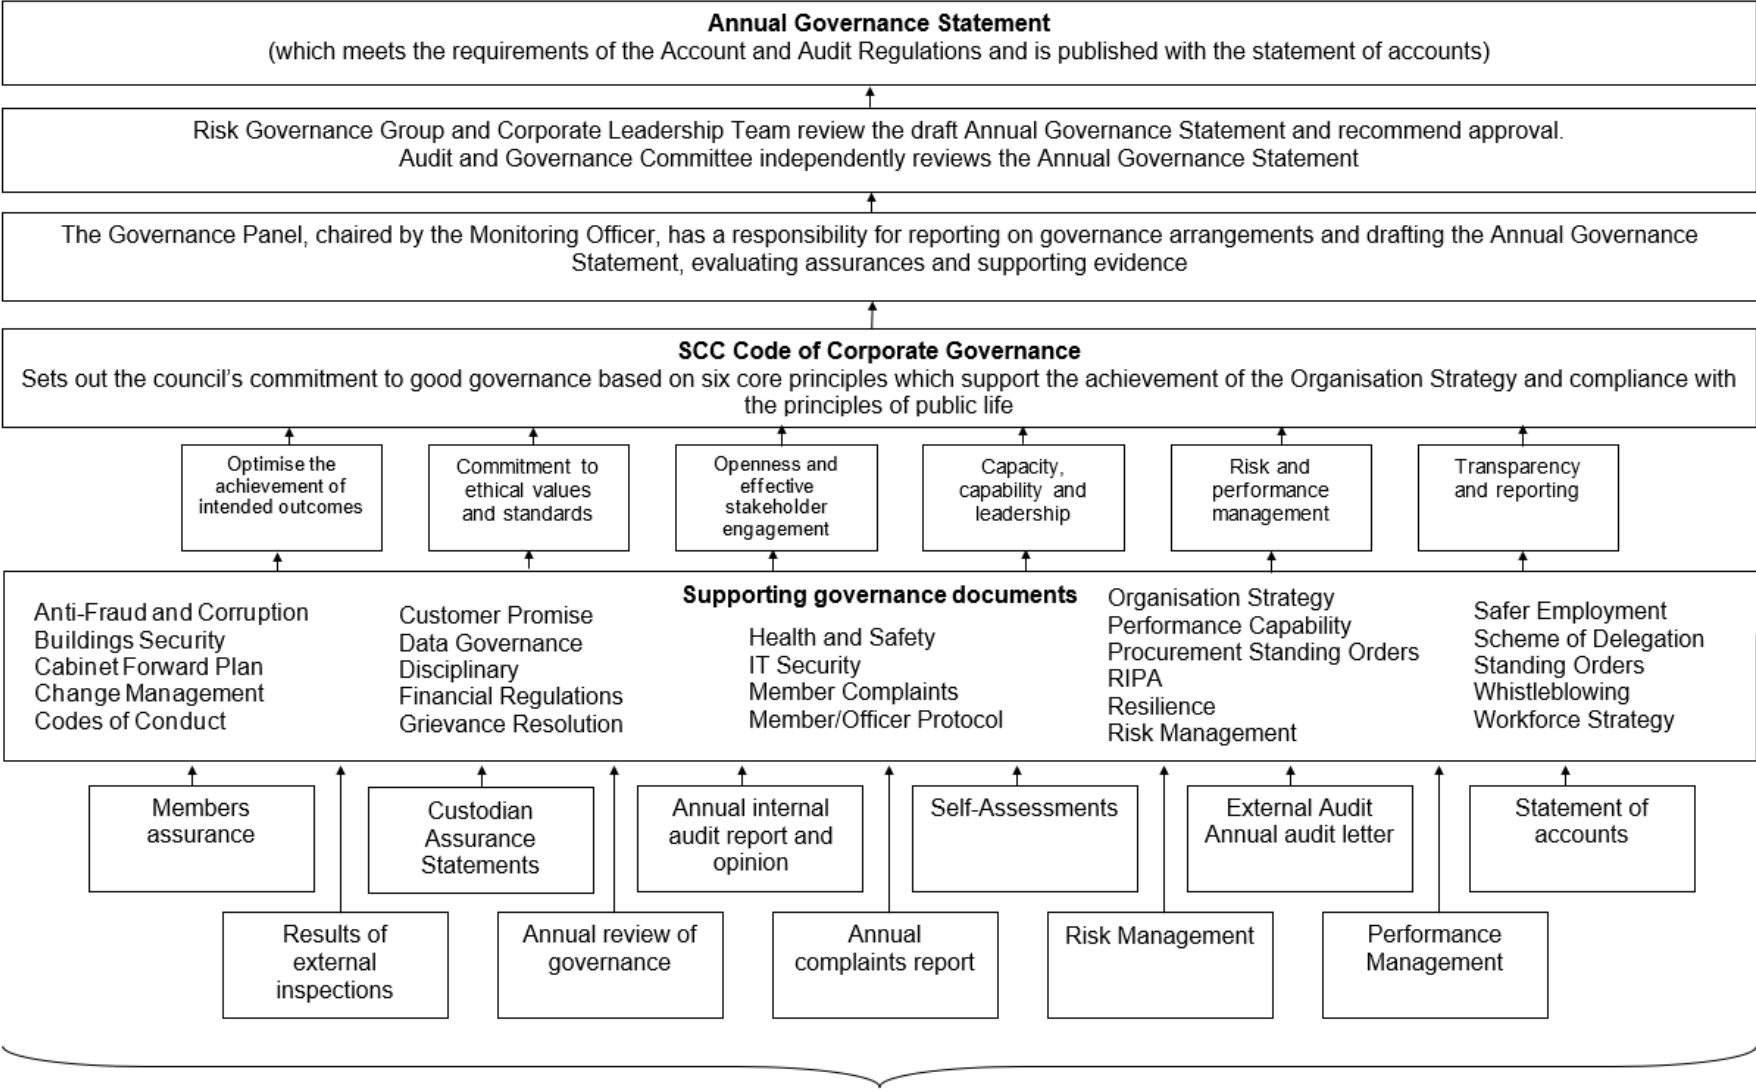 Annual Governance Statement
(which meets the requirements of the Account and Audit Regulations and is published with the statement of accounts)
Risk Governance Group and Corporate Leadership Team review the draft Annual Governance Statement and recommend approval.
Audit and Governance Committee independently reviews the Annual Governance Statement
The Governance Panel, chaired by the Monitoring Officer, has a responsibility for reporting on governance arrangements and drafting the Annual Governance
Statement, evaluating assurances and supporting evidence
SCC Code of Corporate Governance
Sets out the council’s commitment to good governance based on six core principles which support the achievement of the Organisation Strategy and compliance with
the principles of public life
Optimise the
achievement of
intended outcomes
Commitment to
ethical values
and standards
Openness and
effective
stakeholder
engagement
Capacity,
capability and
leadership
Risk and
performance
management
Transparency
and reporting
Supporting governance documents
Anti-Fraud and Corruption
Buildings Security
Cabinet Forward Plan
Change Management
Codes of Conduct
Customer Promise
Data Governance
Disciplinary
Financial Regulations
Grievance Resolution
Health and Safety
IT Security
Member Complaints
Member/Officer Protocol
Organisation Strategy
Performance Capability
Procurement Standing Orders
RIPA
Resilience
Risk Management
Safer Employment
Scheme of Delegation
Standing Orders
Whistleblowing
Workforce Strategy
Members
assurance
Custodian
Assurance
Statements
Annual internal
audit report and
opinion
Self-Assessments
External Audit
Annual audit letter
Statement of
accounts
Results of
external
inspections
Annual review of
governance
Annual
complaints report
Risk Management
Performance
Management